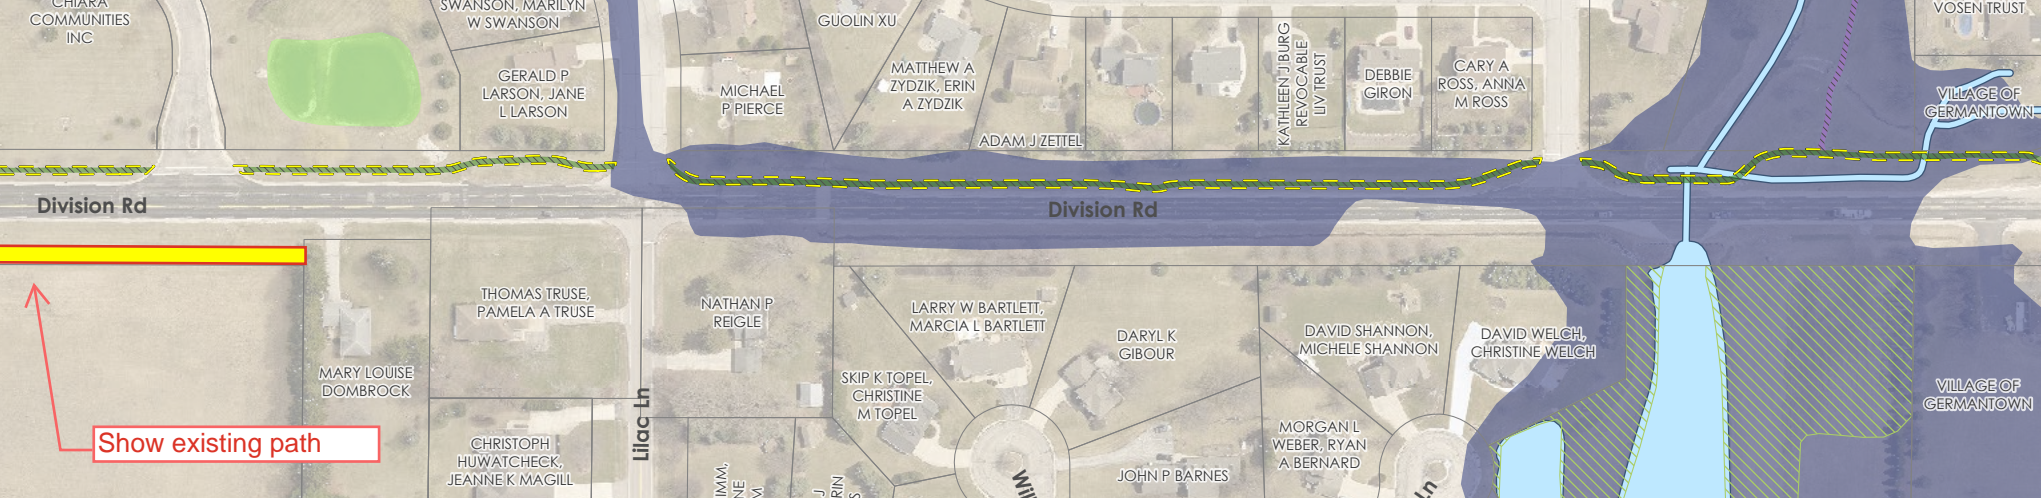 CHIARA
COMMUNITIES
INC
SWANSON, MARILYN
W SWANSON
GUOLIN XU
VOSEN TRUST
GERALD P
LARSON, JANE
L LARSON
MICHAEL
P PIERCE
MATTHEW A
ZYDZIK, ERIN
A ZYDZIK
ADAM J ZETTEL
KATHLEEN J BURG
REVOCABLE
LIV TRUST
DEBBIE
GIRON
CARY A
ROSS, ANNA
M ROSS
VILLAGE OF
GERMANTOWN
Division Rd
Division Rd
THOMAS TRUSE,
PAMELA A TRUSE
NATHAN P
REIGLE
LARRY W BARTLETT,
MARCIA L BARTLETT
DARYL K
GIBOUR
DAVID SHANNON,
MICHELE SHANNON
DAVID WELCH,
CHRISTINE WELCH
MARY LOUISE
DOMBROCK
SKIP K TOPEL,
CHRISTINE
M TOPEL
VILLAGE OF
GERMANTOWN
Show existing path
CHRISTOPH
HUWATCHECK,
JEANNE K MAGILL
Lilac Ln
MORGAN L
WEBER, RYAN
A BERNARD
JOHN P BARNES
Ln